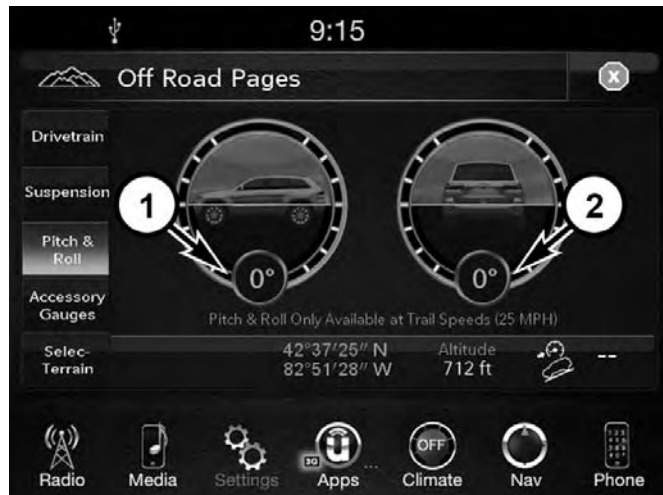 9:15
Off Road Pages
X
Drivetrain
Suspension
Pitch &
Roll
Accessory
Gauges
Selec-
Terrain
1
2
0°
0°
Pitch & Roll Only Available at Trail Speeds (25 MPH)
42°37'25" N
82°51'28" W
Altitude
712 ft
--
Radio
Media
Settings
3G
Apps
...
OFF
Climate
Nav
Phone